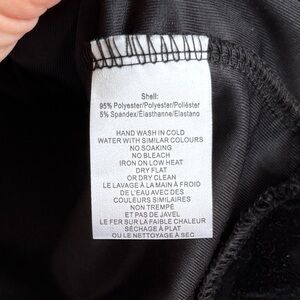 Shell:
95% Polyester/Polyester/Poliéster
5% Spandex/Élasthanne/Elastano
HAND WASH IN COLD
WATER WITH SIMILAR COLOURS
NO SOAKING
NO BLEACH
IRON ON LOW HEAT
DRY FLAT
OR DRY CLEAN
LE LAVAGE À LA MAIN À FROID
DE L'EAU AVEC DES
COULEURS SIMILAIRES
NON TREMPÉ
ET PAS DE JAVEL
LE FER SUR LA FAIBLE CHALEUR
SÉCHAGE À PLAT
OU LE NETTOYAGE À SEC